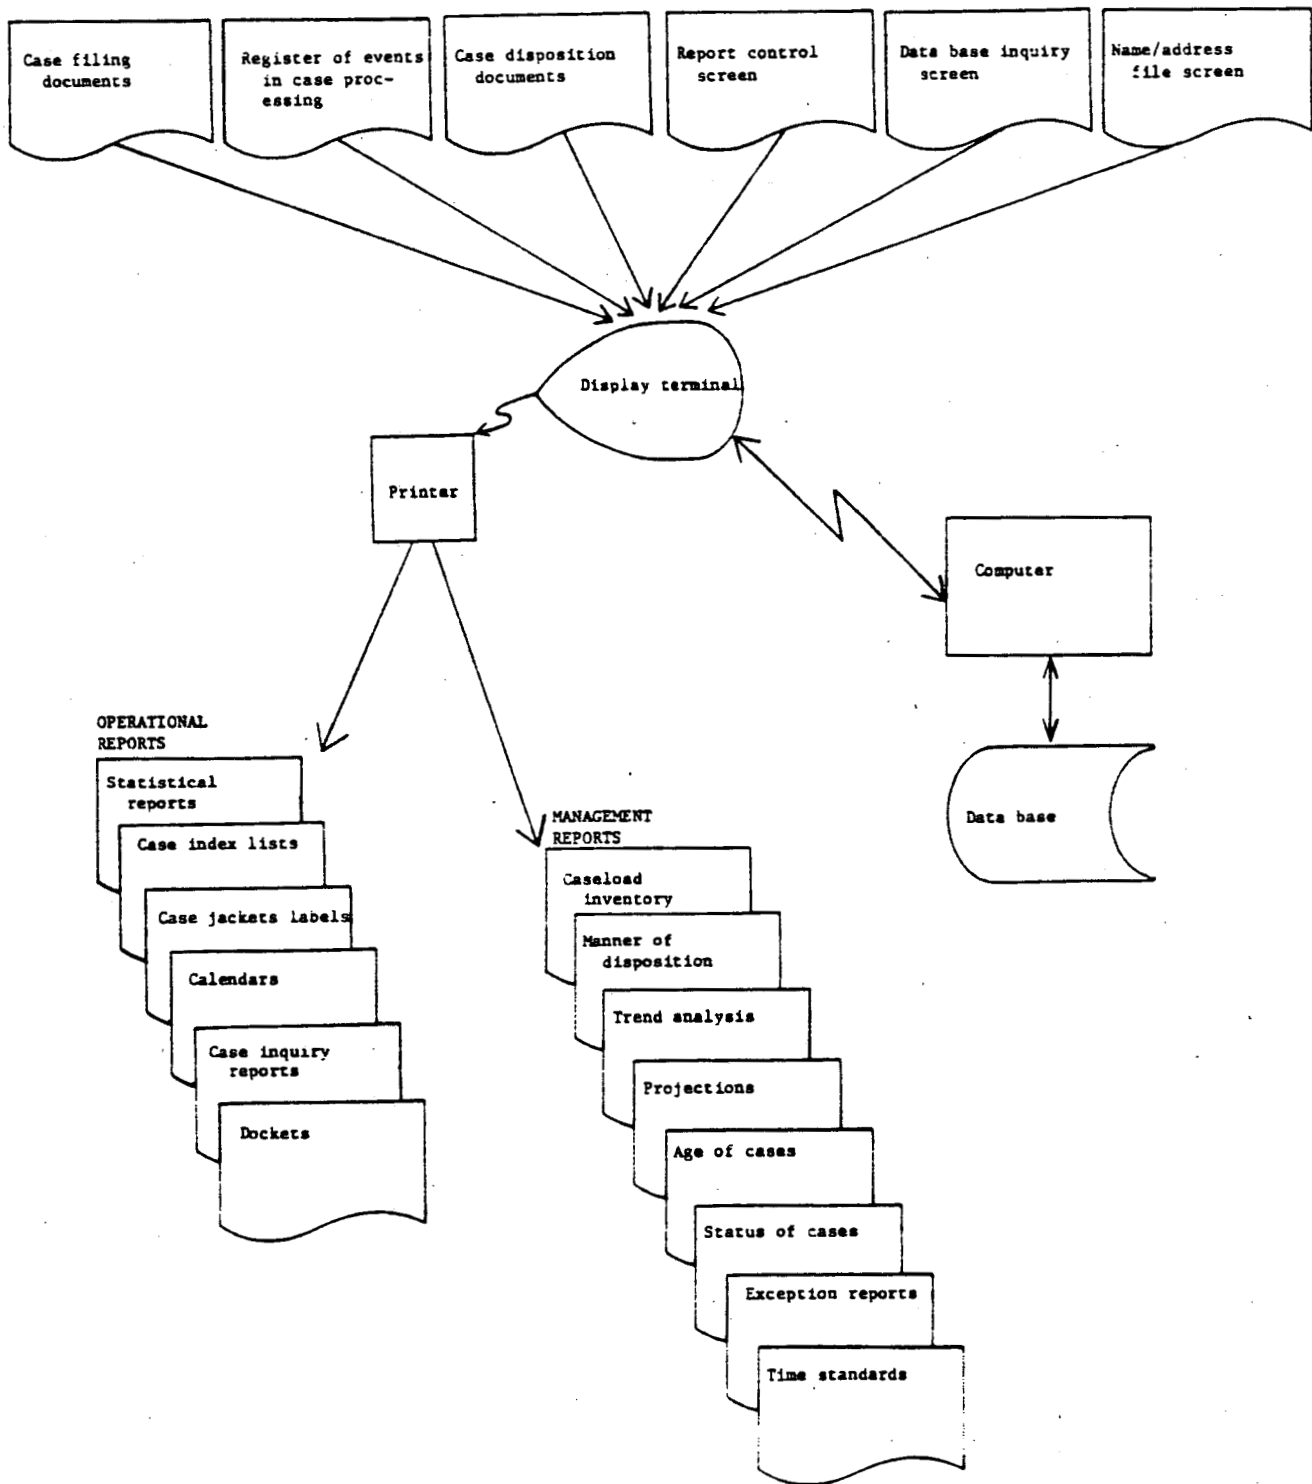 Case filing
documents
Register of events
in case proc-
essing
Case disposition
documents
Report control
screen
Data base inquiry
screen
Name/address
file screen
Display terminal
Printer
Computer
Data base
OPERATIONAL
REPORTS
Statistical
reports
Case index lists
Case jackets labels
Calendars
Case inquiry
reports
Dockets
MANAGEMENT
REPORTS
Caseload
inventory
Manner of
disposition
Trend analysis
Projections
Age of cases
Status of cases
Exception reports
Time standards